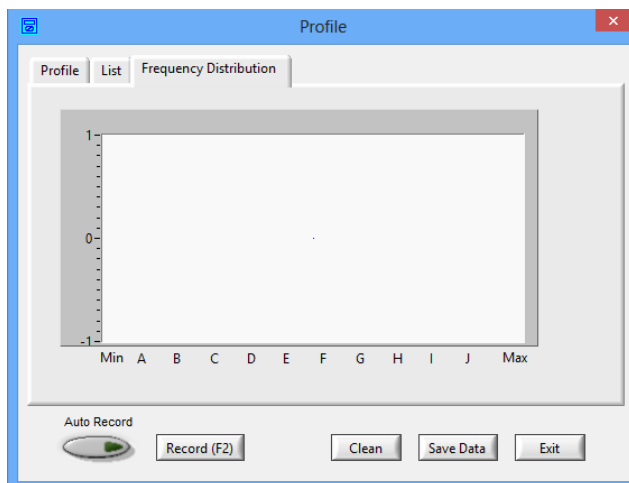 Profile
Profile List Frequency Distribution
1
0
-1
Min A B C D E F G H I J Max
Auto Record
Record (F2) Clean Save Data Exit